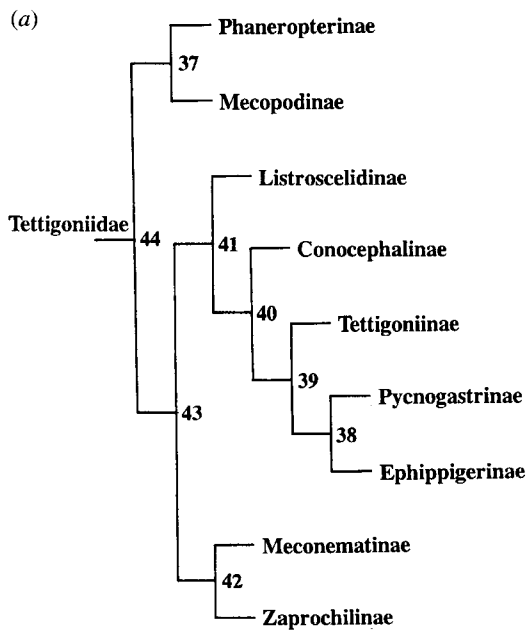 (a)
Phaneropterinae
37
Mecopodinae
Listroscelidinae
Tettigoniidae
44
41
Conocephalinae
40
Tettigoniinae
39
Pycnogastrinae
43
38
Ephippigerinae
Meconematinae
42
Zaprochilinae